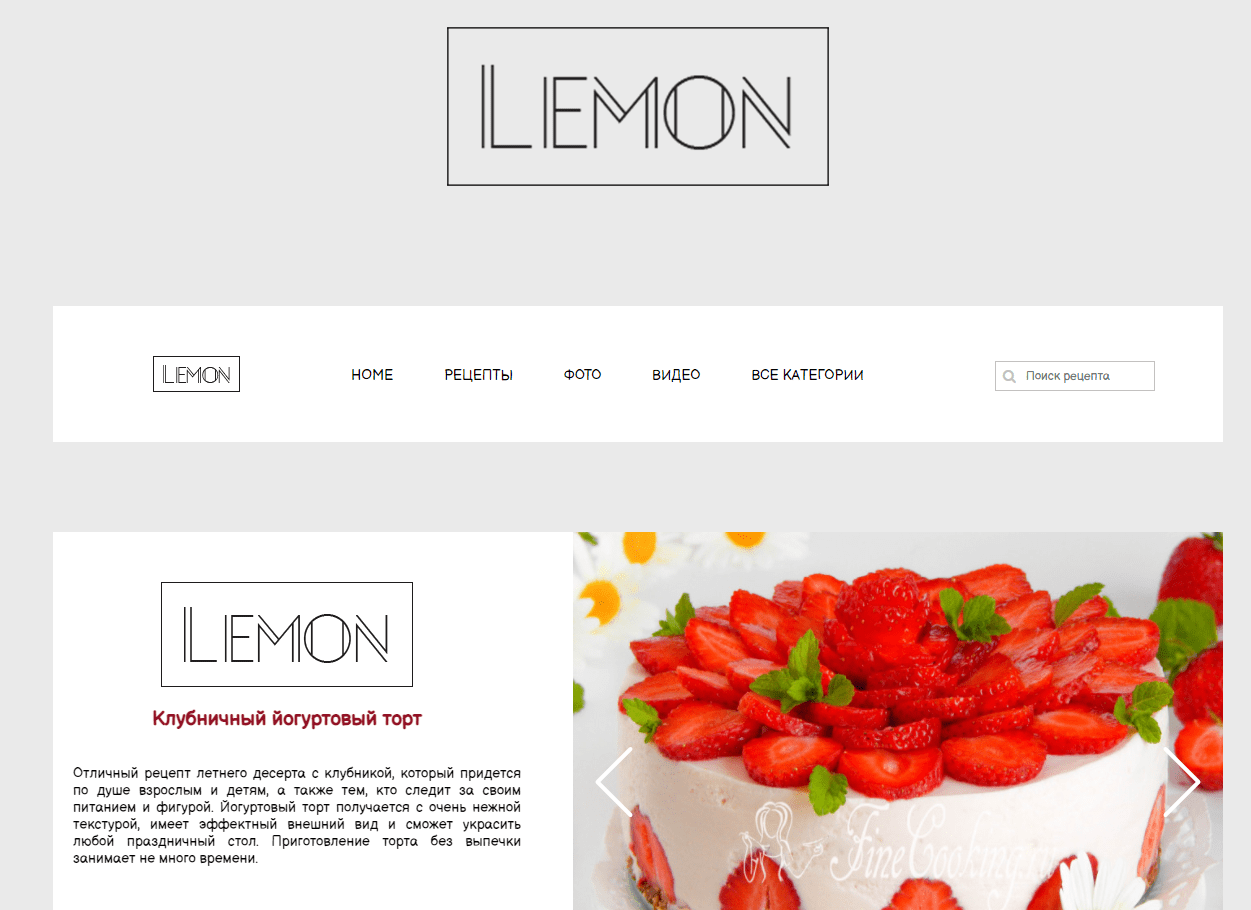 LEMON
LEMON
HOME
РЕЦЕПТЫ
ФОТО
ВИДЕО
ВСЕ КАТЕГОРИИ
Поиск рецепта
LEMON
Клубничный йогуртовый торт
Отличный рецепт летнего десерта с клубникой, который придется
по душе взрослым и детям, а также тем, кто следит за своим
питанием и фигурой. Йогуртовый торт получается с очень нежной
текстурой, имеет эффектный внешний вид и сможет украсить
любой праздничный стол. Приготовление торта без выпечки
занимает не много времени.
FineCooking.ru